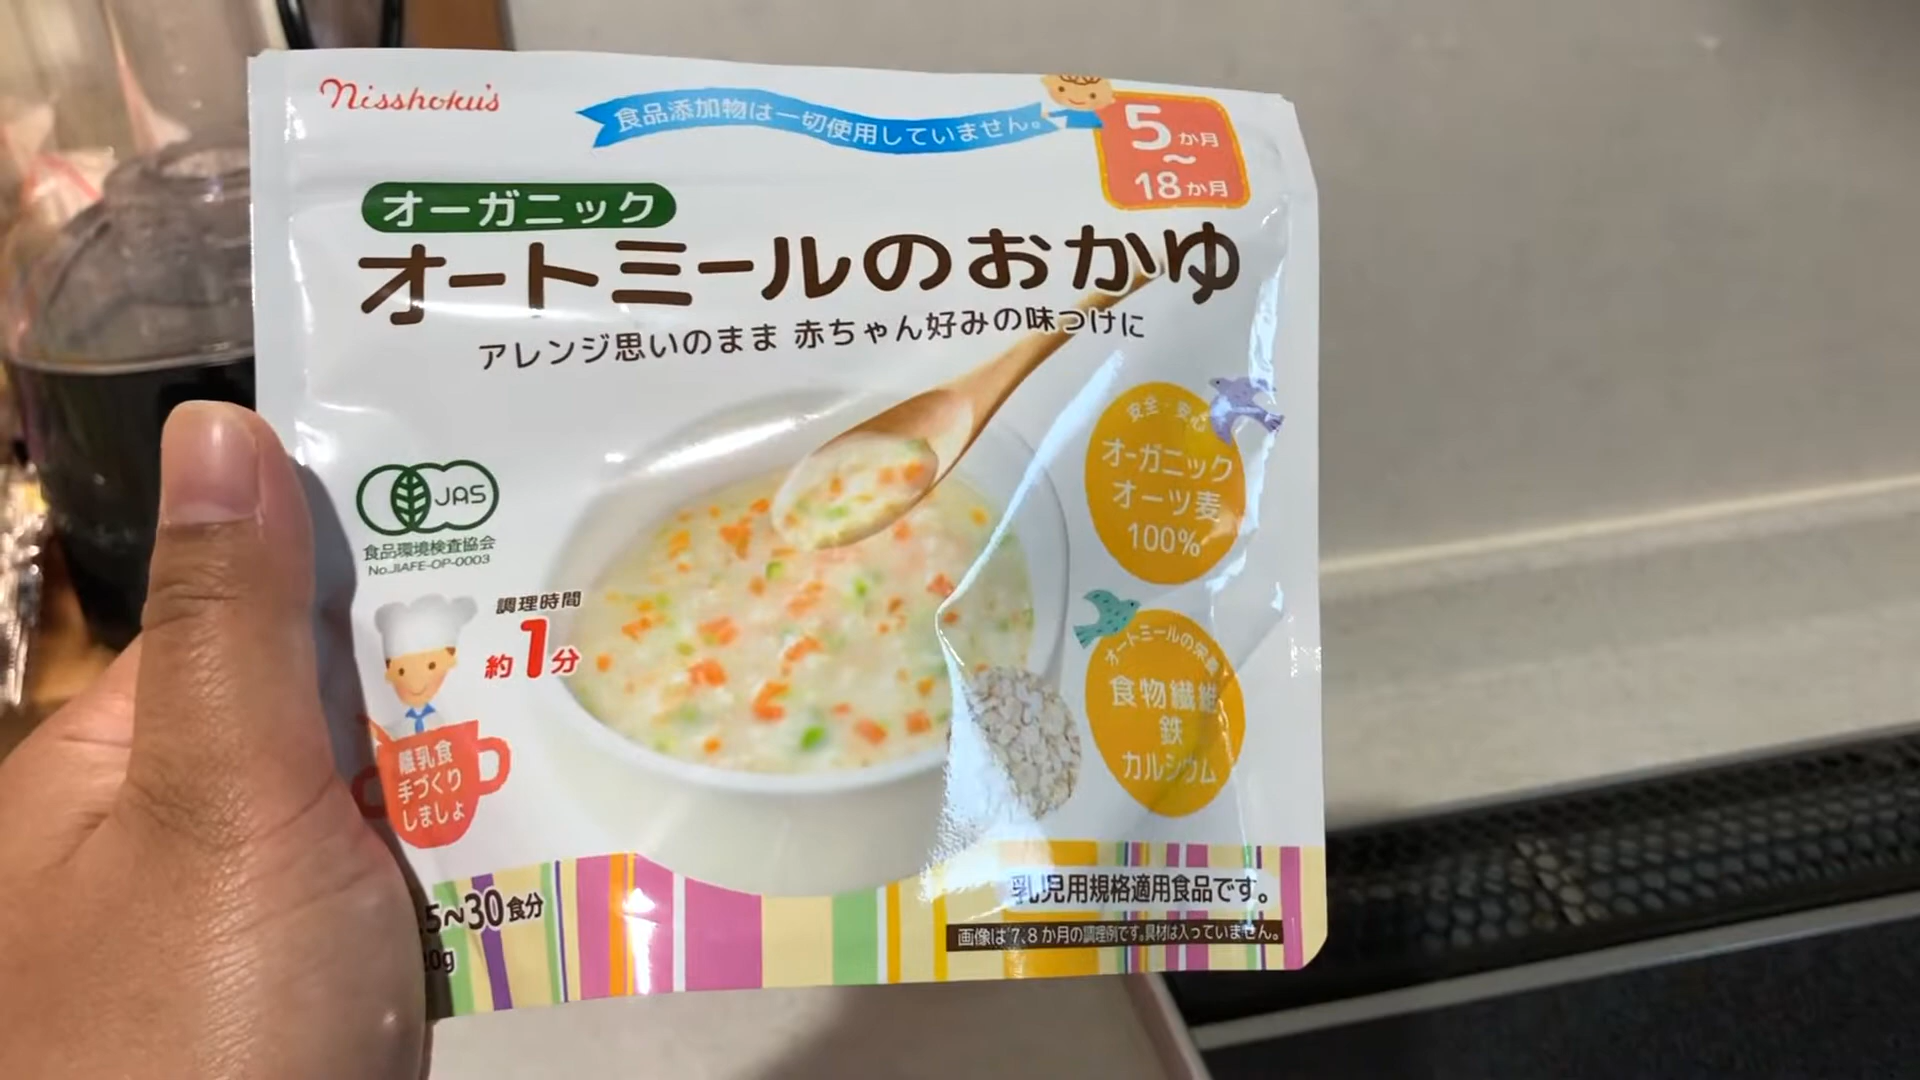 Nisshoku's
食品添加物は一切使用していません。
5か月
～
18か月
オーガニック
オートミールのおかゆ
アレンジ思いのまま 赤ちゃん好みの味つけに
安全・安心
オーガニック
オーツ麦
100%
JAS
食品環境検査協会
No.JIAFE-OP-0003
調理時間
約1分
離乳食
手づくり
しましょ
オートミールの栄養
食物繊維
鉄
カルシウム
5～30食分
0g
乳児用規格適用食品です。
画像は7、8か月の調理例です。具材は入っていません。